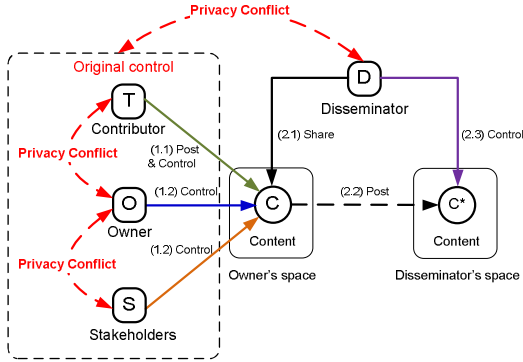 Privacy Conflict
Original control
T
Contributor
D
Disseminator
Privacy Conflict
(1.1) Post
& Control
(2.1) Share
(2.3) Control
O
Owner
(1.2) Control
C
Content
(2.2) Post
C*
Content
(1.2) Control
Privacy Conflict
Owner's space
Disseminator's space
S
Stakeholders